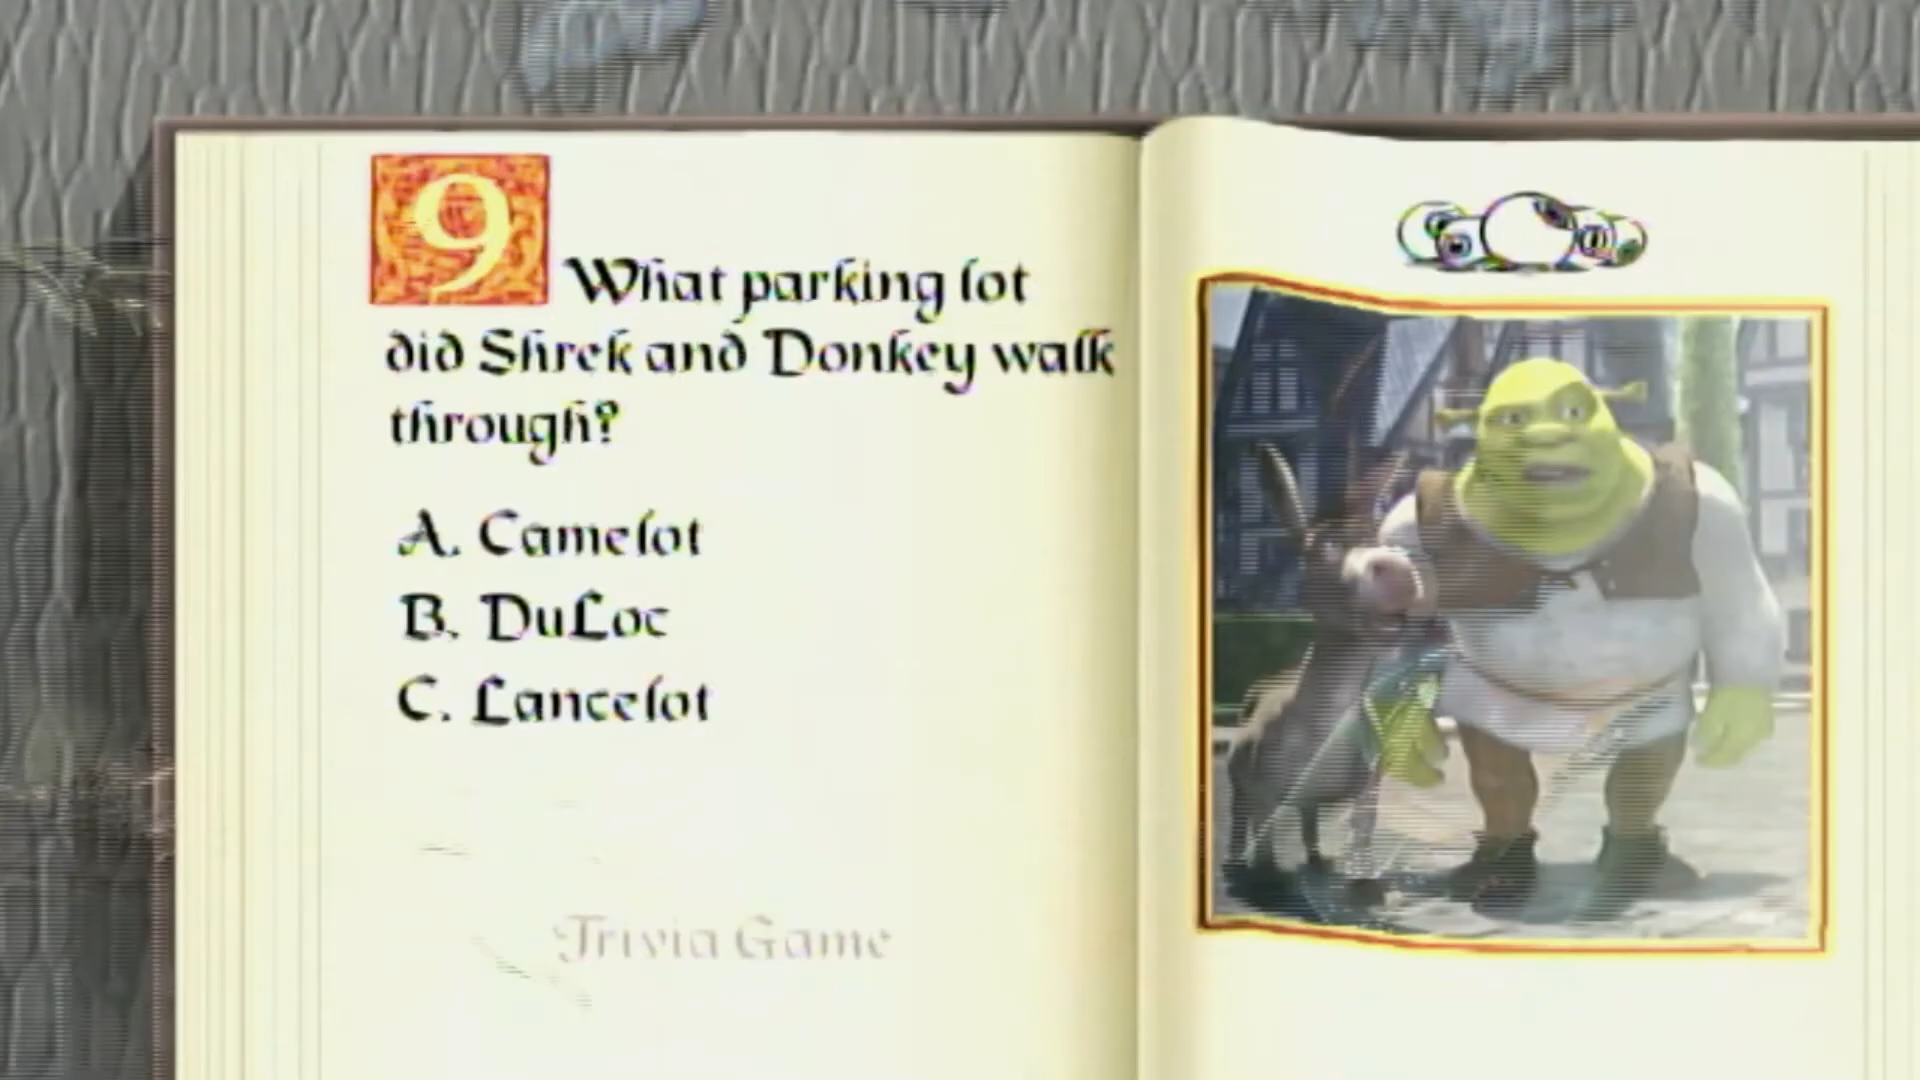 9 What parking lot
did Shrek and Donkey walk
through?
A. Camelot
B. DuLoc
C. Lancelot
Trivia Game